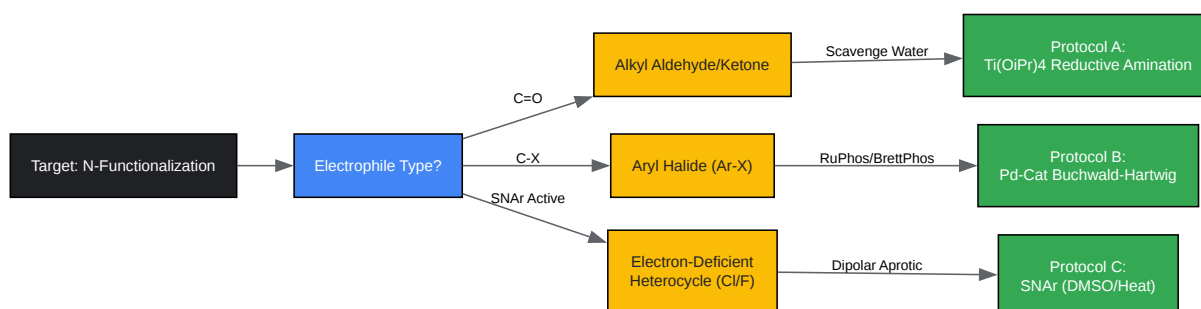 Target: N-Functionalization
Electrophile Type?
C=O
C-X
SNAr Active
Alkyl Aldehyde/Ketone
Aryl Halide (Ar-X)
Electron-Deficient
Heterocycle (Cl/F)
Scavenge Water
RuPhos/BrettPhos
Dipolar Aprotic
Protocol A:
Ti(OiPr)4 Reductive Amination
Protocol B:
Pd-Cat Buchwald-Hartwig
Protocol C:
SNAr (DMSO/Heat)